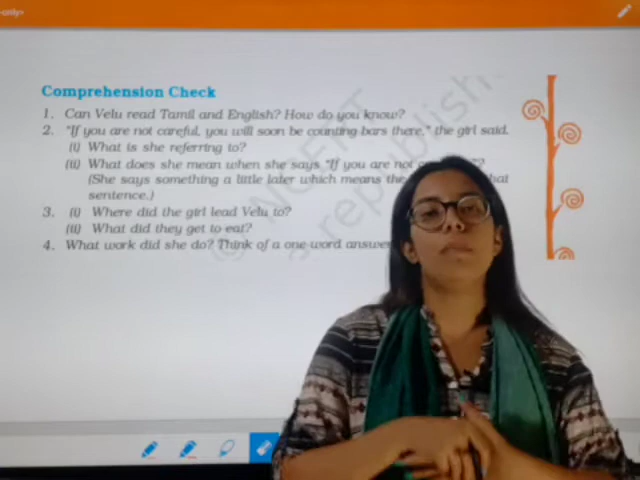 Comprehension Check
1. Can Velu read Tamil and English? How do you know?
2. "If you are not careful, you will soon be counting bars there," the girl said.
(i) What is she referring to?
(ii) What does she mean when she says "If you are not
(She says something a little later which means the
sentence.)
3. (i) Where did the girl lead Velu to?
(ii) What did they get to eat?
4. What work did she do? Think of a one-word answer
© NCERT
republish